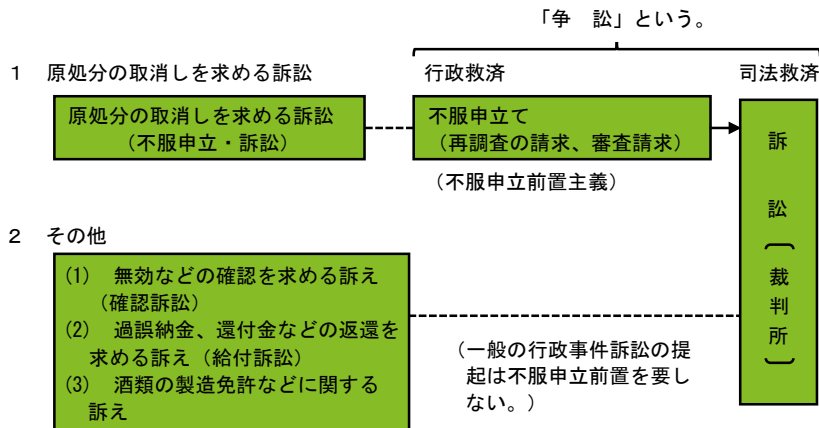 「争　訟」という。
１　原処分の取消しを求める訴訟
行政救済
司法救済
原処分の取消しを求める訴訟
（不服申立・訴訟）
不服申立て
（再調査の請求、審査請求）
（不服申立前置主義）
訴訟〔裁判所〕
２　その他
(1)　無効などの確認を求める訴え
（確認訴訟）
(2)　過誤納金、還付金などの返還を
求める訴え（給付訴訟）
(3)　酒類の製造免許などに関する
訴え
（一般の行政事件訴訟の提
起は不服申立前置を要し
ない。）